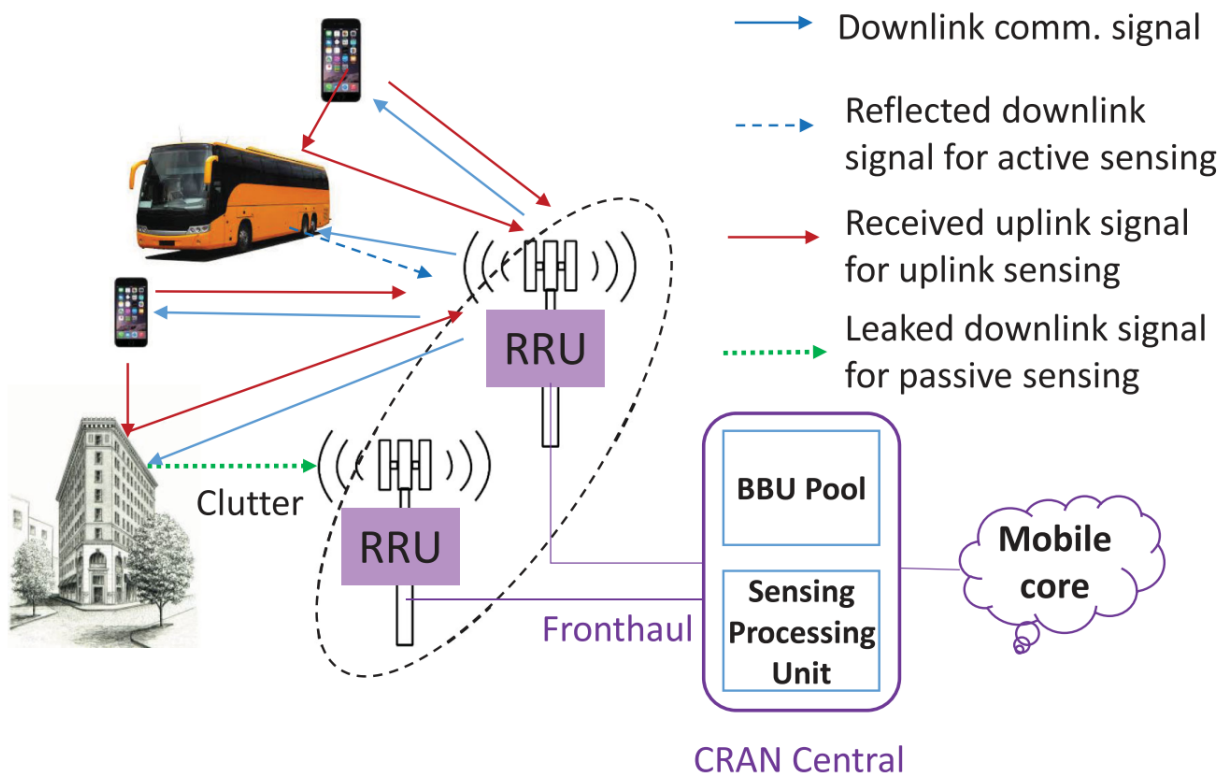 Downlink comm. signal
Reflected downlink
signal for active sensing
Received uplink signal
for uplink sensing
Leaked downlink signal
for passive sensing
RRU
Clutter
RRU
Fronthaul
BBU Pool
Sensing
Processing
Unit
Mobile
core
CRAN Central